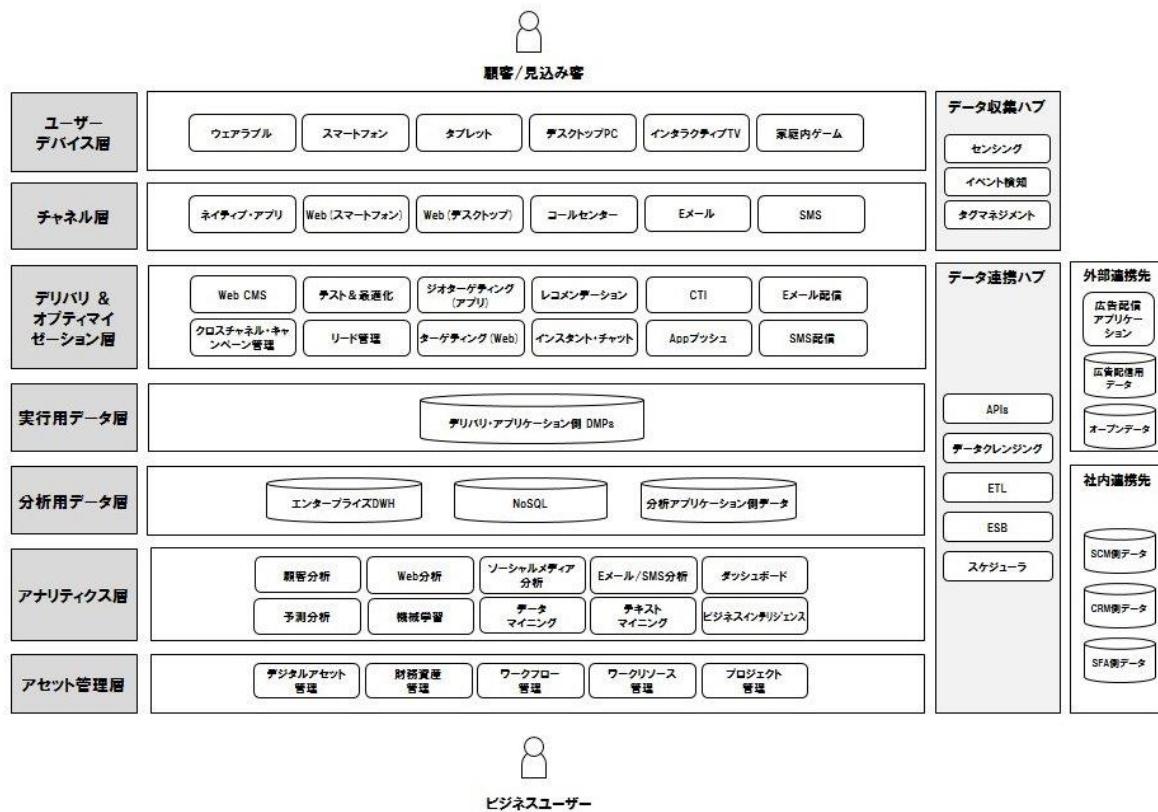 顧客/見込み客
ユーザー
デバイス層
ウェアラブル
スマートフォン
タブレット
デスクトップPC
インタラクティブTV
家庭内ゲーム
チャネル層
ネイティブ・アプリ
Web(スマートフォン)
Web(デスクトップ)
コールセンター
Eメール
SMS
データ収集ハブ
センシング
イベント検知
タグマネジメント
デリバリ &
オプティマイ
ゼーション層
Web CMS
テスト&最適化
ジオターゲティング
(アプリ)
レコメンデーション
CTI
Eメール配信
クロスチャネル・キャ
ンペーン管理
リード管理
ターゲティング(Web)
インスタント・チャット
Appプッシュ
SMS配信
実行用データ層
デリバリ・アプリケーション側 DMPs
分析用データ層
エンタープライズDWH
NoSQL
分析アプリケーション側データ
アナリティクス層
顧客分析
Web分析
ソーシャルメディア
分析
Eメール/SMS分析
ダッシュボード
予測分析
機械学習
データ
マイニング
テキスト
マイニング
ビジネスインテリジェンス
アセット管理層
デジタルアセット
管理
財務資産
管理
ワークフロー
管理
ワークリソース
管理
プロジェクト
管理
データ連携ハブ
APIs
データクレンジング
ETL
ESB
スケジューラ
外部連携先
広告配信
アプリケー
ション
広告配信用
データ
オープンデータ
社内連携先
SCM側データ
CRM側データ
SFA側データ
ビジネスユーザー